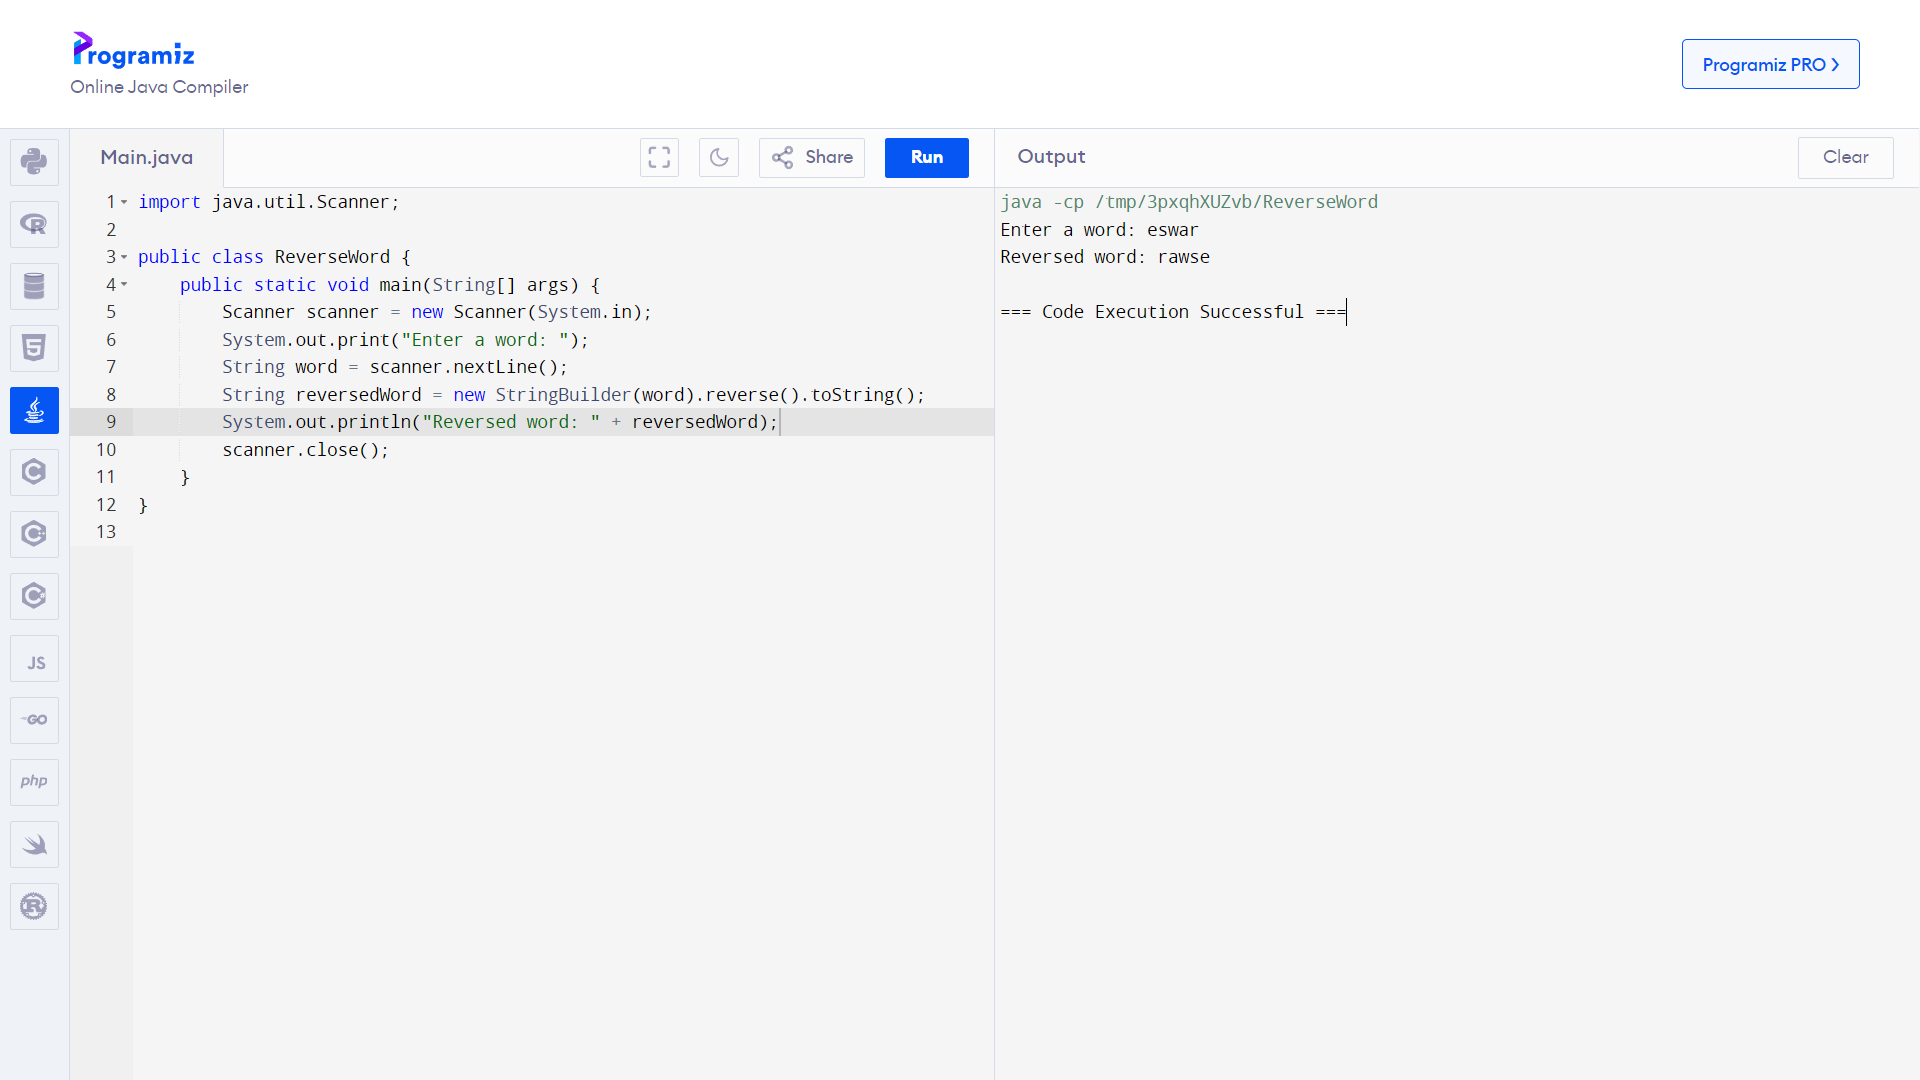 Programiz
Online Java Compiler
Programiz PRO
Main.java
Share
Run
Output
Clear
1 import java.util.Scanner;
2
3 public class ReverseWord {
4     public static void main(String[] args) {
5         Scanner scanner = new Scanner(System.in);
6         System.out.print("Enter a word: ");
7         String word = scanner.nextLine();
8         String reversedWord = new StringBuilder(word).reverse().toString();
9         System.out.println("Reversed word: " + reversedWord);
10         scanner.close();
11     }
12 }
13
java -cp /tmp/3pxqhXUZvb/ReverseWord
Enter a word: eswar
Reversed word: rawse
=== Code Execution Successful ===
R
5
C
C
C
JS
GO
php
R